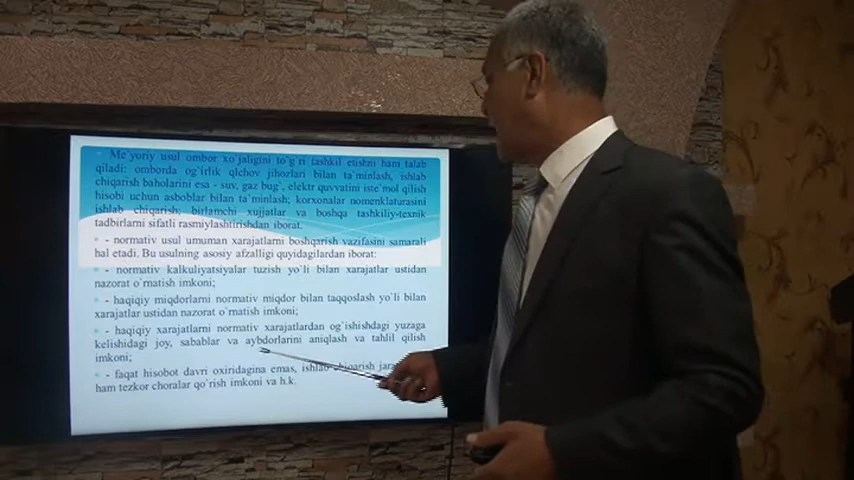 Me`yoriy usul ombor xo`jaligini to`g`ri tashkil etishni ham talab
qiladi: omborda og`irlik qlchov jihozlari bilan ta`minlash, ishlab
chiqarish baholarini esa - suv, gaz bug`, elektr quvvatini iste`mol qilish
hisobi uchun asboblar bilan ta`minlash; korxonalar nomenklaturasini
ishlab chiqarish; birlamchi xujjatlar va boshqa tashkiliy-texnik
tadbirlarni sifatli rasmiylashtirishdan iborat.
- normativ usul umuman xarajatlarni boshqarish vazifasini samarali
hal etadi. Bu usulning asosiy afzalligi quyidagilardan iborat:
- normativ kalkuliyatsiyalar tuzish yo`li bilan xarajatlar ustidan
nazorat o`rnatish imkoni;
- haqiqiy miqdorlarni normativ miqdor bilan taqqoslash yo`li bilan
xarajatlar ustidan nazorat o`rnatish imkoni;
- haqiqiy xarajatlarni normativ xarajatlardan og`ishishdagi yuzaga
kelishidagi joy, sabablar va aybdorlarini aniqlash va tahlil qilish
imkoni;
- faqat hisobot davri oxiridagina emas, ishlab chiqarish
ham tezkor choralar qo`rish imkoni va h.k.